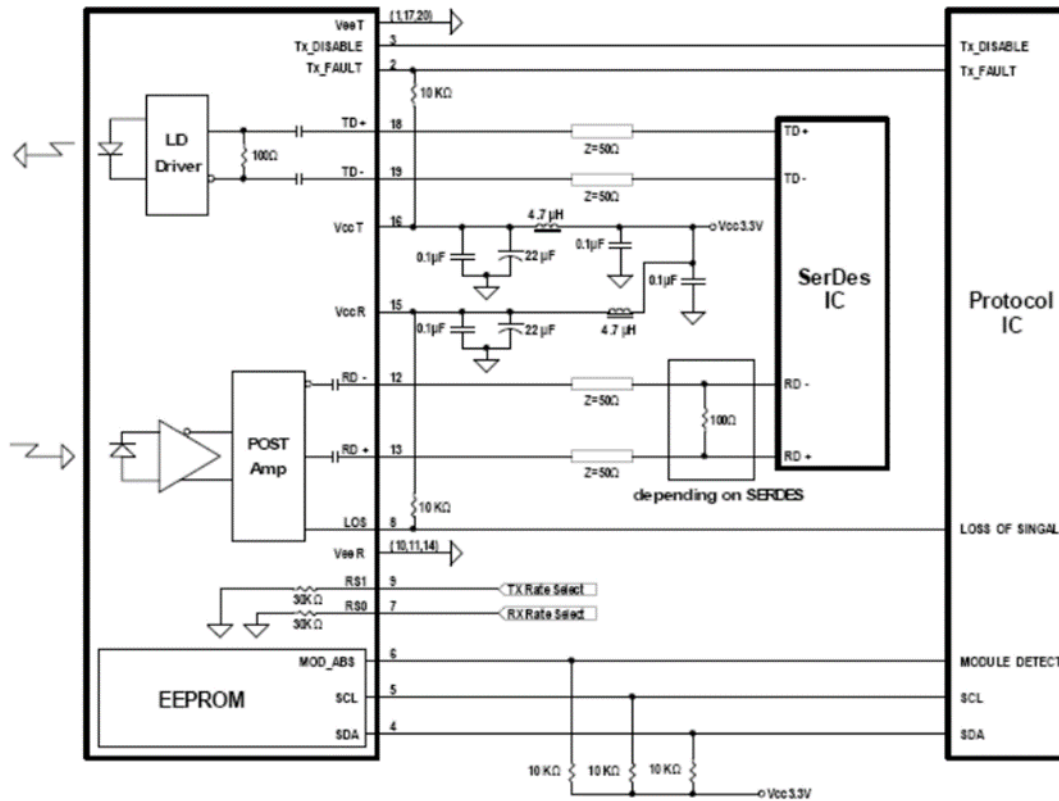 VeeT (1,17,20)
Tx_DISABLE 3 Tx_DISABLE
Tx_FAULT 2 Tx_FAULT
10 KΩ
LD
Driver
100Ω
TD+ 18 TD+
Z=50Ω
TD- 19 TD-
Z=50Ω
VccT 16 4.7 µH Vcc3.3V
0.1µF 22 µF 0.1µF
0.1µF
SerDes
IC
Protocol
IC
VccR 15
0.1µF 22 µF 4.7 µH
RD - 12 RD -
Z=50Ω
100Ω
POST
Amp
RD + 13 RD +
Z=50Ω
depending on SERDES
10 KΩ
LOS 8 LOSS OF SINGAL
VeeR (10,11,14)
RS1 9 TX Rate Select
30KΩ
RS0 7 RX Rate Select
30KΩ
MOD_ABS 6 MODULE DETECT
EEPROM
SCL 5 SCL
SDA 4 SDA
10 KΩ 10 KΩ 10 KΩ
Vcc3.3V